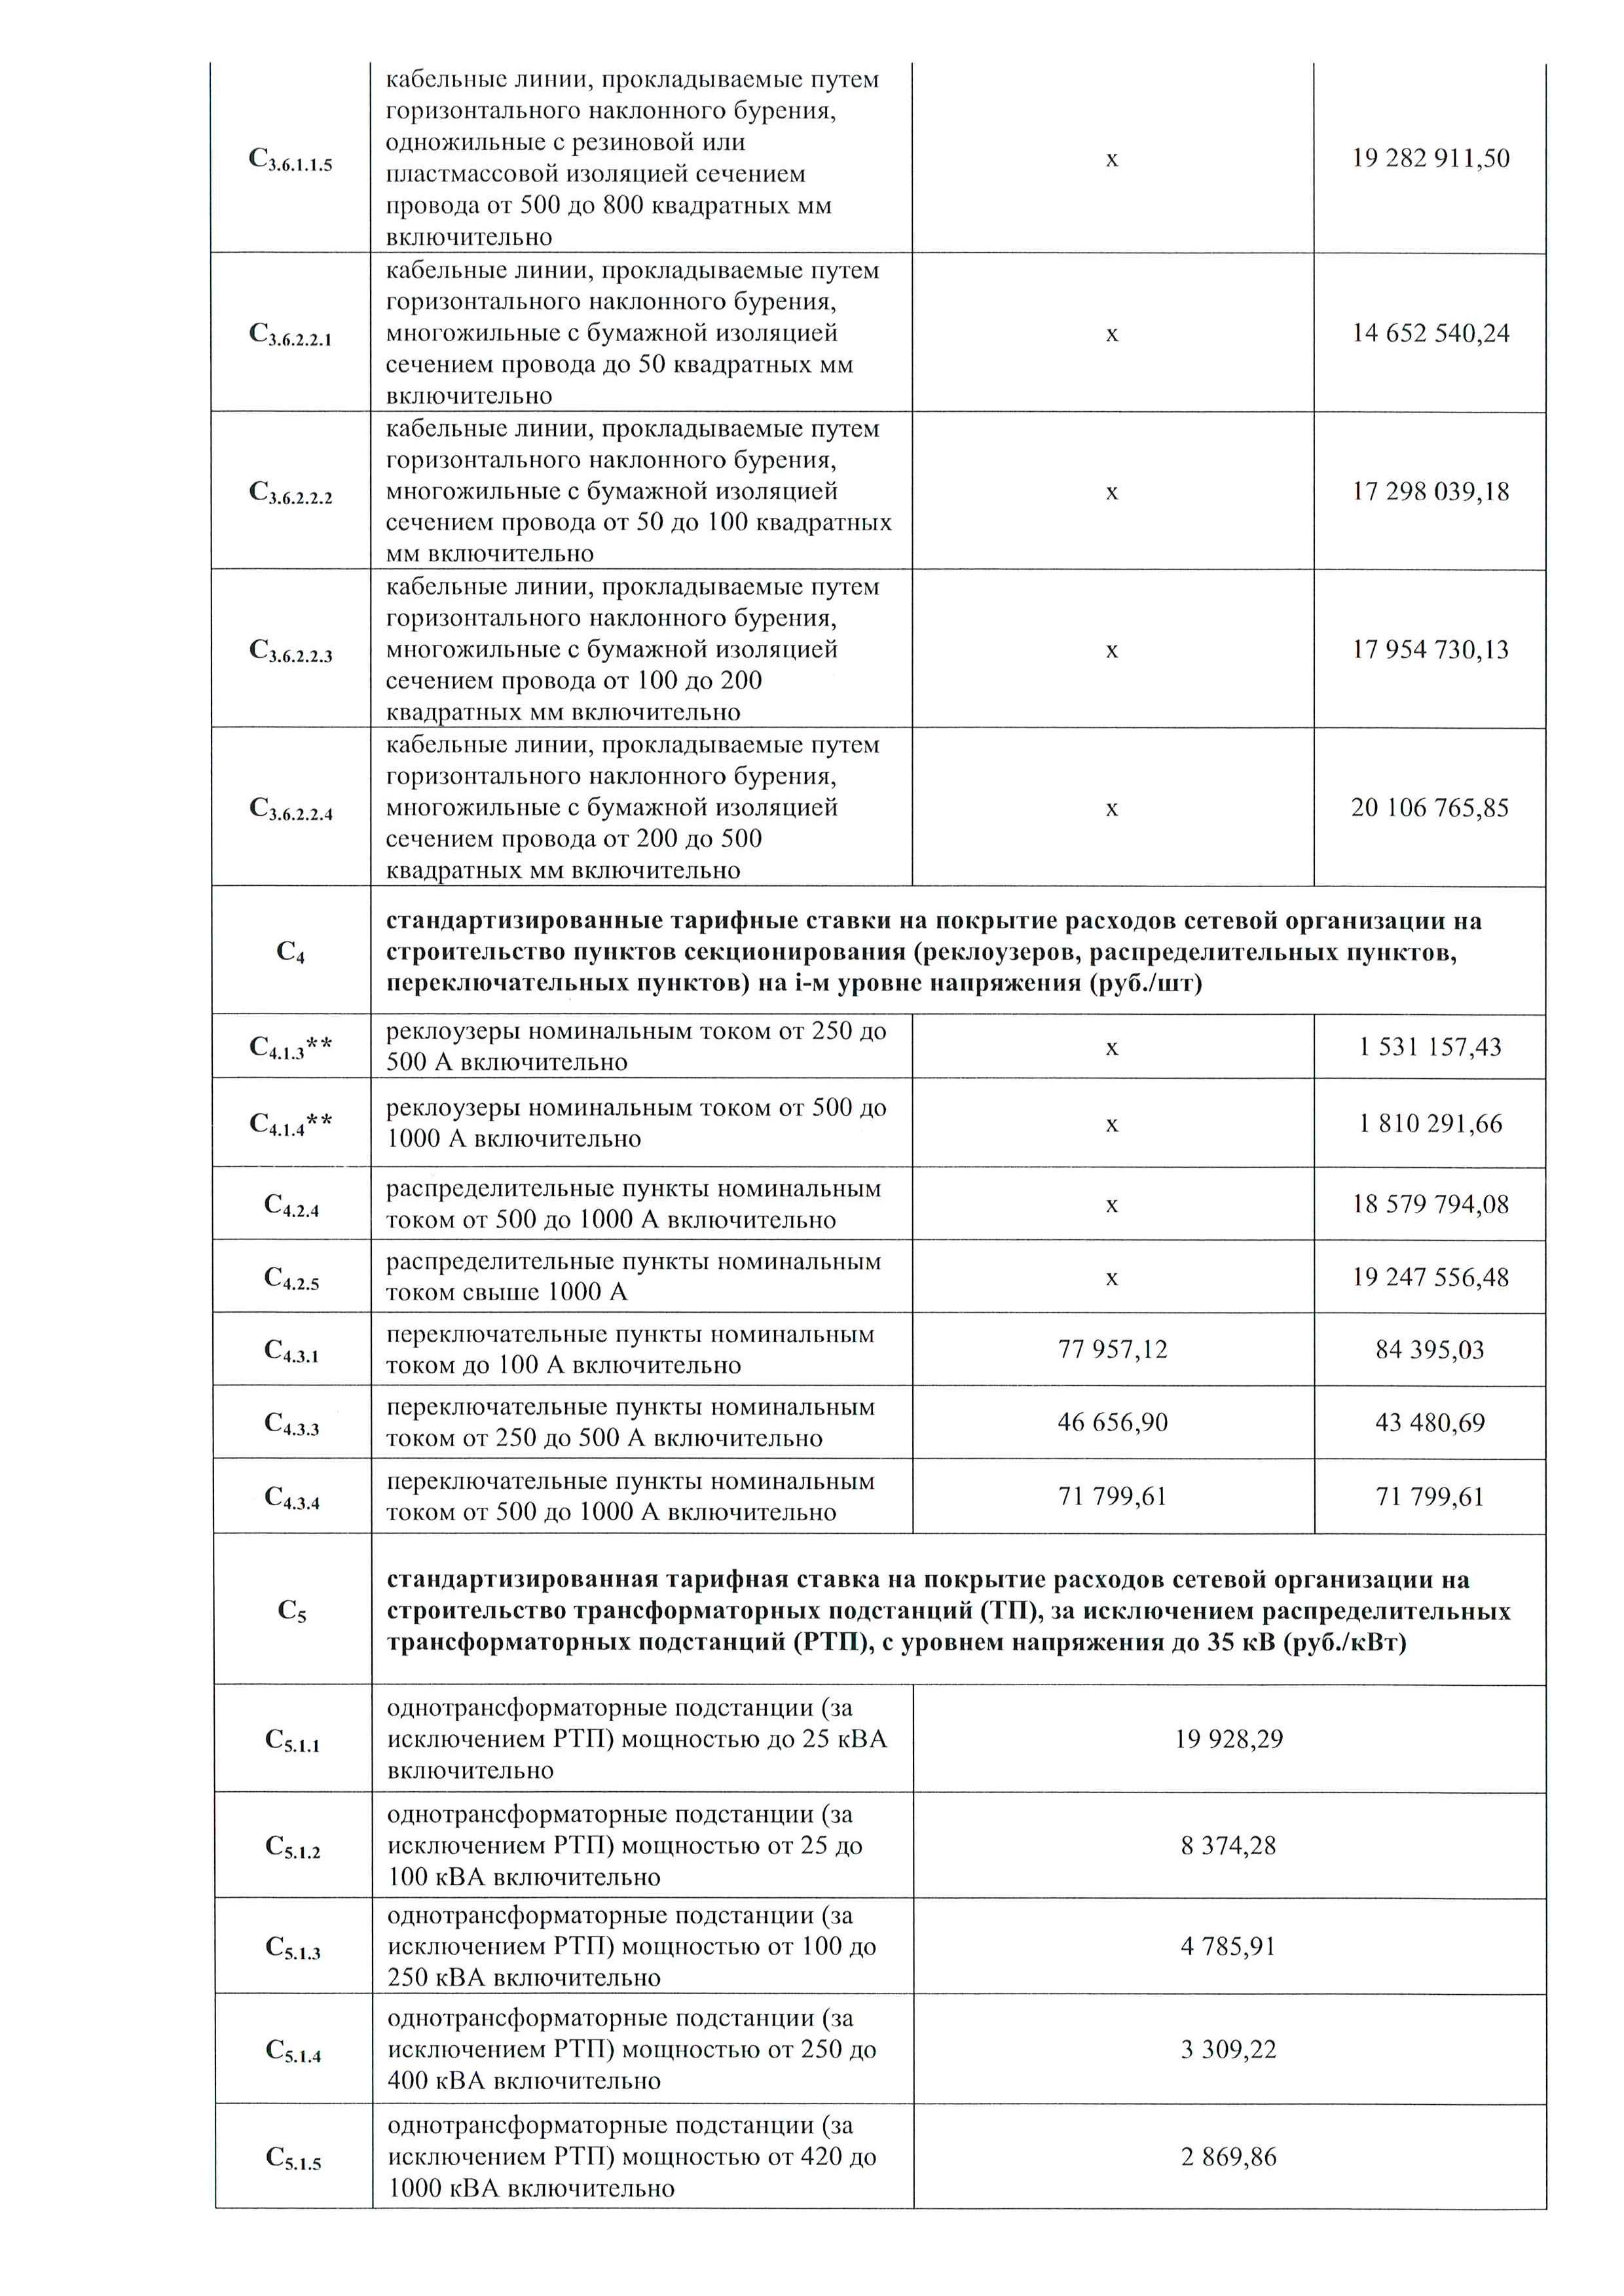 кабельные линии, прокладываемые путем
горизонтального наклонного бурения,
одножильные с резиновой или
пластмассовой изоляцией сечением
провода от 500 до 800 квадратных мм
включительно
С3.6.1.1.5
х
19 282 911,50
кабельные линии, прокладываемые путем
горизонтального наклонного бурения,
многожильные с бумажной изоляцией
сечением провода до 50 квадратных мм
включительно
С3.6.2.2.1
х
14 652 540,24
кабельные линии, прокладываемые путем
горизонтального наклонного бурения,
многожильные с бумажной изоляцией
сечением провода от 50 до 100 квадратных
мм включительно
С3.6.2.2.2
х
17 298 039,18
кабельные линии, прокладываемые путем
горизонтального наклонного бурения,
многожильные с бумажной изоляцией
сечением провода от 100 до 200
квадратных мм включительно
С3.6.2.2.3
х
17 954 730,13
кабельные линии, прокладываемые путем
горизонтального наклонного бурения,
многожильные с бумажной изоляцией
сечением провода от 200 до 500
квадратных мм включительно
С3.6.2.2.4
х
20 106 765,85
С4
стандартизированные тарифные ставки на покрытие расходов сетевой организации на
строительство пунктов секционирования (реклоузеров, распределительных пунктов,
переключательных пунктов) на i-м уровне напряжения (руб./шт)
С4.1.3**
реклоузеры номинальным током от 250 до
500 А включительно
х
1 531 157,43
С4.1.4**
реклоузеры номинальным током от 500 до
1000 А включительно
х
1 810 291,66
С4.2.4
распределительные пункты номинальным
током от 500 до 1000 А включительно
х
18 579 794,08
С4.2.5
распределительные пункты номинальным
током свыше 1000 А
х
19 247 556,48
С4.3.1
переключательные пункты номинальным
током до 100 А включительно
77 957,12
84 395,03
С4.3.3
переключательные пункты номинальным
током от 250 до 500 А включительно
46 656,90
43 480,69
С4.3.4
переключательные пункты номинальным
током от 500 до 1000 А включительно
71 799,61
71 799,61
С5
стандартизированная тарифная ставка на покрытие расходов сетевой организации на
строительство трансформаторных подстанций (ТП), за исключением распределительных
трансформаторных подстанций (РТП), с уровнем напряжения до 35 кВ (руб./кВт)
С5.1.1
однотрансформаторные подстанции (за
исключением РТП) мощностью до 25 кВА
включительно
19 928,29
С5.1.2
однотрансформаторные подстанции (за
исключением РТП) мощностью от 25 до
100 кВА включительно
8 374,28
С5.1.3
однотрансформаторные подстанции (за
исключением РТП) мощностью от 100 до
250 кВА включительно
4 785,91
С5.1.4
однотрансформаторные подстанции (за
исключением РТП) мощностью от 250 до
400 кВА включительно
3 309,22
С5.1.5
однотрансформаторные подстанции (за
исключением РТП) мощностью от 420 до
1000 кВА включительно
2 869,86